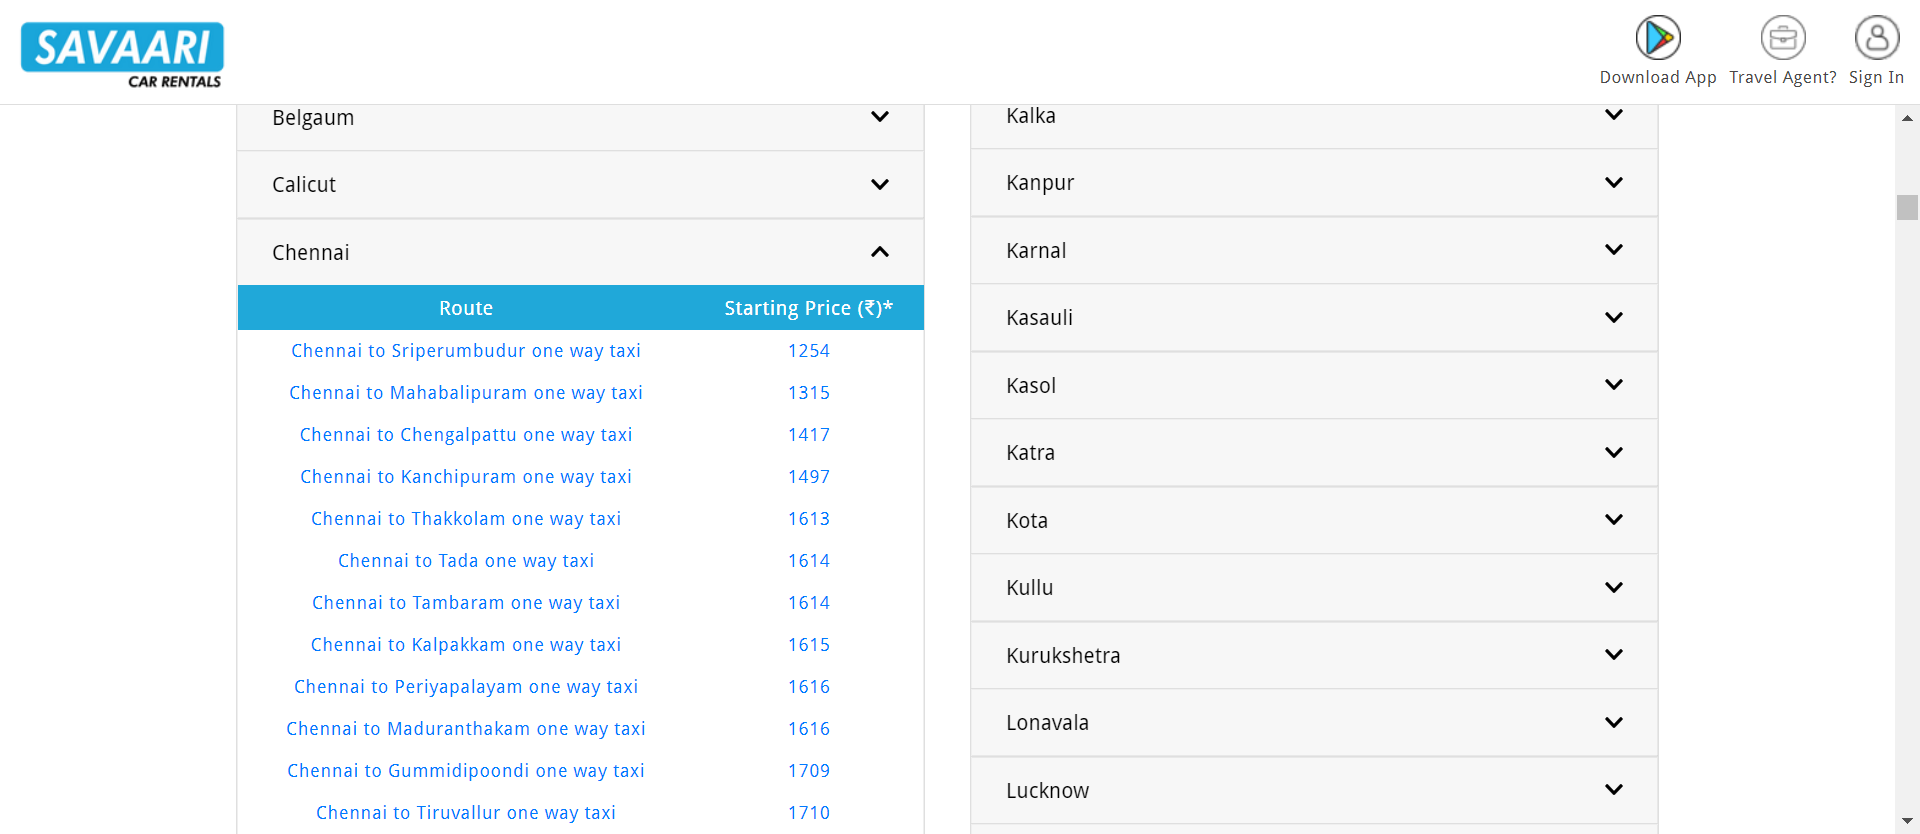 SAVAARI
CAR RENTALS
Download App
Travel Agent?
Sign In
Belgaum
Calicut
Chennai
Route Starting Price (₹)*
Chennai to Sriperumbudur one way taxi 1254
Chennai to Mahabalipuram one way taxi 1315
Chennai to Chengalpattu one way taxi 1417
Chennai to Kanchipuram one way taxi 1497
Chennai to Thakkolam one way taxi 1613
Chennai to Tada one way taxi 1614
Chennai to Tambaram one way taxi 1614
Chennai to Kalpakkam one way taxi 1615
Chennai to Periyapalayam one way taxi 1616
Chennai to Maduranthakam one way taxi 1616
Chennai to Gummidipoondi one way taxi 1709
Chennai to Tiruvallur one way taxi 1710
Kalka
Kanpur
Karnal
Kasauli
Kasol
Katra
Kota
Kullu
Kurukshetra
Lonavala
Lucknow